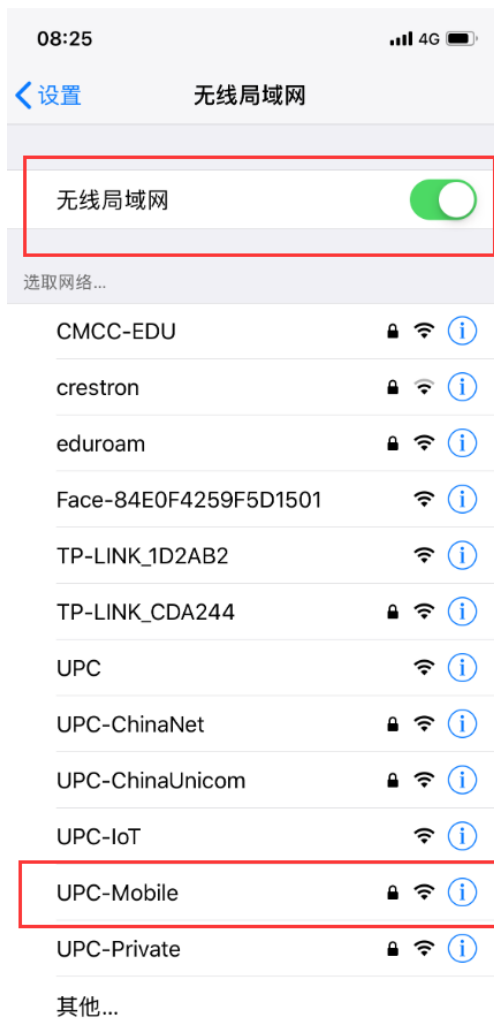 08:25 4G
设置 无线局域网
无线局域网
选取网络...
CMCC-EDU
crestron
eduroam
Face-84E0F4259F5D1501
TP-LINK_1D2AB2
TP-LINK_CDA244
UPC
UPC-ChinaNet
UPC-ChinaUnicom
UPC-IoT
UPC-Mobile
UPC-Private
其他...